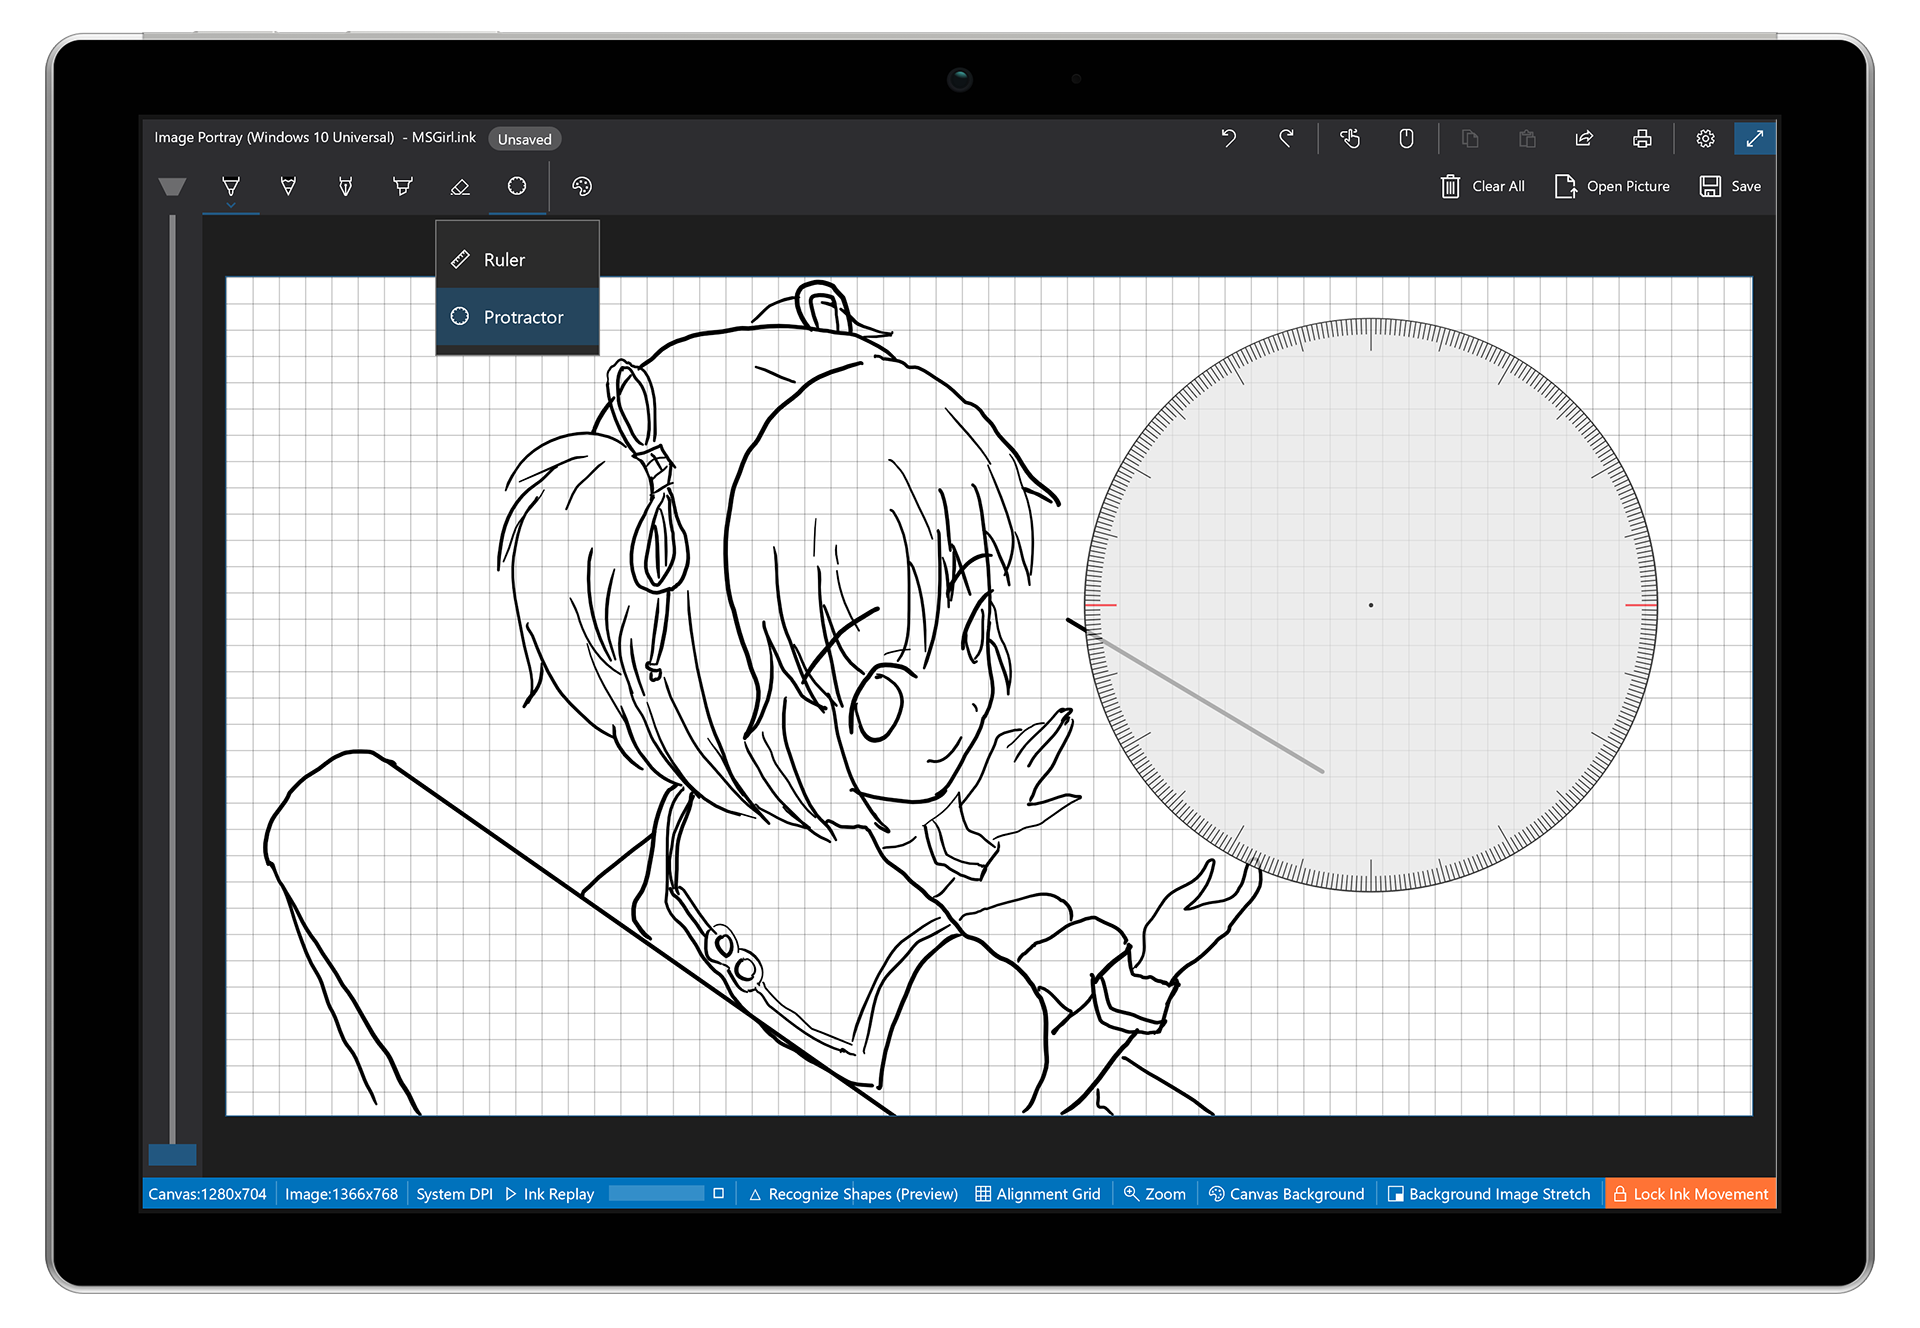 Image Portray (Windows 10 Universal) - MSGirl.ink Unsaved
Clear All Open Picture Save
Ruler
Protractor
Canvas:1280x704 Image:1366x768 System DPI Ink Replay Recognize Shapes (Preview) Alignment Grid Zoom Canvas Background Background Image Stretch Lock Ink Movement